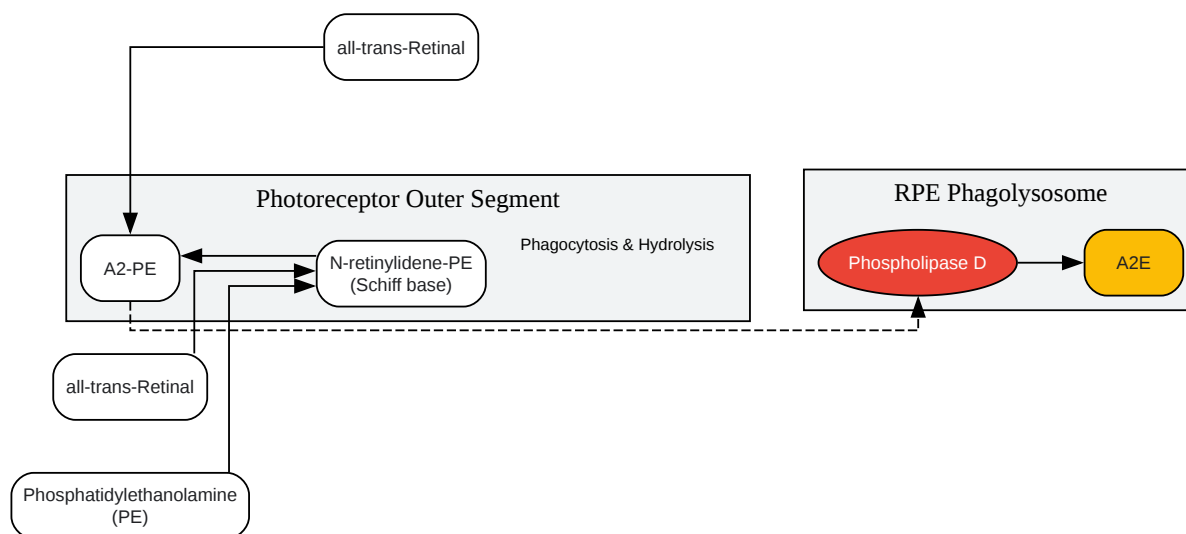 all-trans-Retinal
Photoreceptor Outer Segment
RPE Phagolysosome
Phagocytosis & Hydrolysis
A2-PE
N-retinylidene-PE
(Schiff base)
Phospholipase D
A2E
all-trans-Retinal
Phosphatidylethanolamine
(PE)